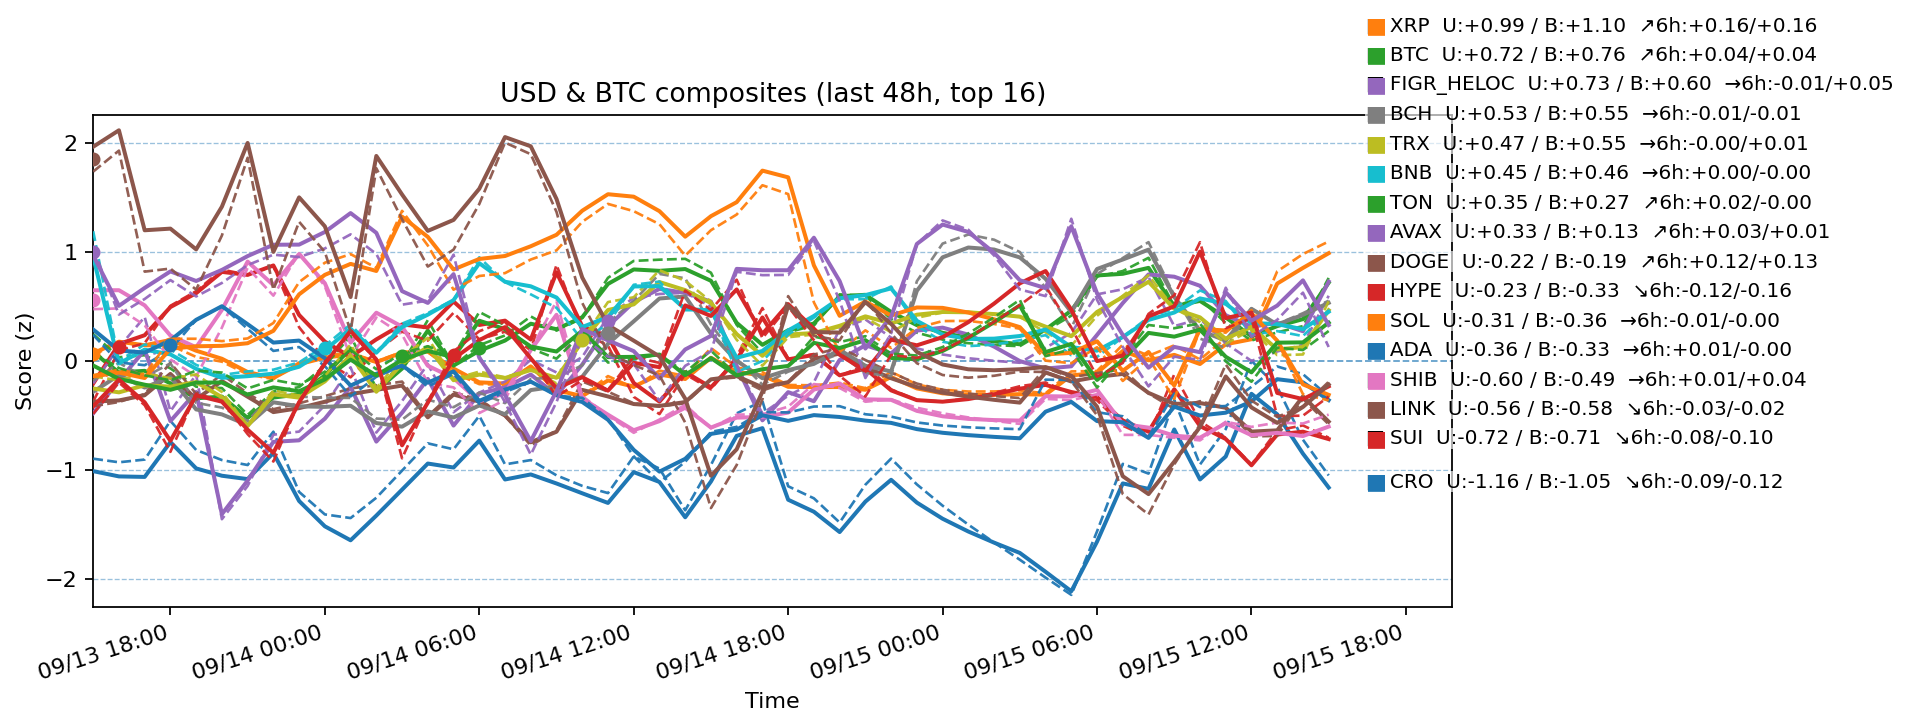 XRP U:+0.99 / B:+1.10 ↗6h:+0.16/+0.16
BTC U:+0.72 / B:+0.76 ↗6h:+0.04/+0.04
FIGR_HELOC U:+0.73 / B:+0.60 →6h:-0.01/+0.05
BCH U:+0.53 / B:+0.55 →6h:-0.01/-0.01
TRX U:+0.47 / B:+0.55 →6h:-0.00/+0.01
BNB U:+0.45 / B:+0.46 →6h:+0.00/-0.00
TON U:+0.35 / B:+0.27 ↗6h:+0.02/-0.00
AVAX U:+0.33 / B:+0.13 ↗6h:+0.03/+0.01
DOGE U:-0.22 / B:-0.19 ↗6h:+0.12/+0.13
HYPE U:-0.23 / B:-0.33 ↘6h:-0.12/-0.16
SOL U:-0.31 / B:-0.36 →6h:-0.01/-0.00
ADA U:-0.36 / B:-0.33 →6h:+0.01/-0.00
SHIB U:-0.60 / B:-0.49 →6h:+0.01/+0.04
LINK U:-0.56 / B:-0.58 ↘6h:-0.03/-0.02
SUI U:-0.72 / B:-0.71 ↘6h:-0.08/-0.10
CRO U:-1.16 / B:-1.05 ↘6h:-0.09/-0.12
USD & BTC composites (last 48h, top 16)
Score (z)
2
1
0
−1
−2
09/13 18:00
09/14 00:00
09/14 06:00
09/14 12:00
09/14 18:00
09/15 00:00
09/15 06:00
09/15 12:00
09/15 18:00
Time